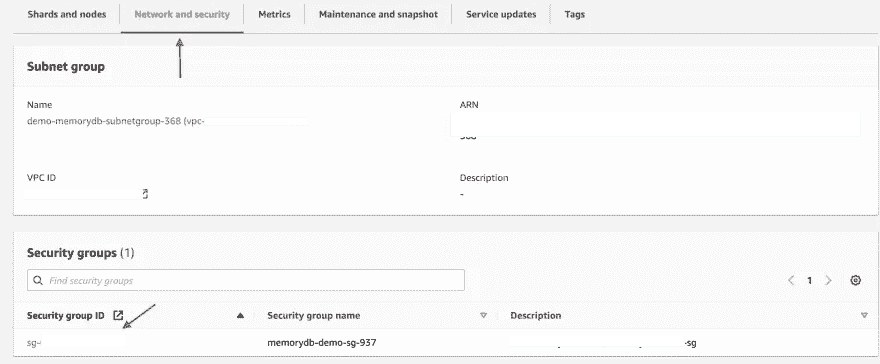 Shards and nodes Network and security Metrics Maintenance and snapshot Service updates Tags
Subnet group
Name ARN
demo-memorydb-subnetgroup-368 (vpc-
VPC ID Description
-
Security groups (1)
Find security groups 1
Security group ID Security group name Description
sg- memorydb-demo-sg-937 -sg